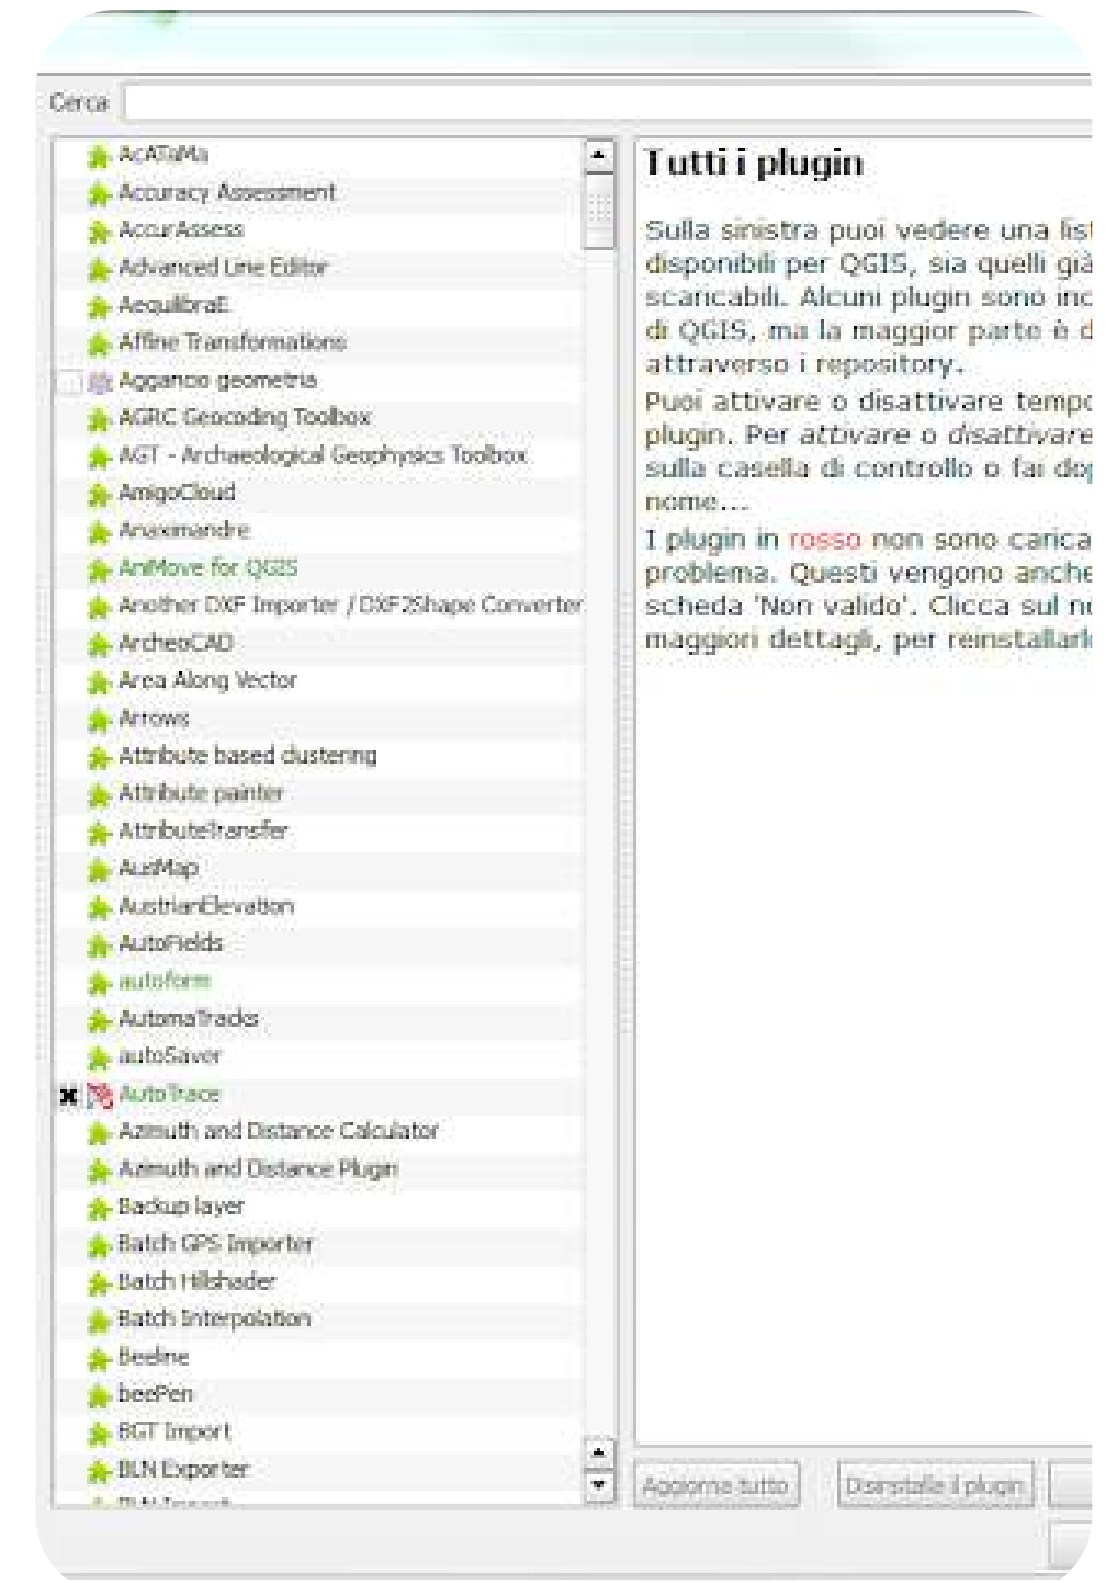 Cerca
AcATaMa
Accuracy Assessment
AccurAssess
Advanced Line Editor
AequilibraE
Affine Transformations
Aggancio geometria
AGRC Geocoding Toolbox
AGT - Archaeological Geophysics Toolbox
AmigoCloud
Anaximandre
AniMove for QGIS
Another DXF Importer / DXF2Shape Converter
ArcheoCAD
Area Along Vector
Arrows
Attribute based clustering
Attribute painter
AttributeTransfer
AusMap
AustrianElevation
AutoFields
autoform
AutomaTracks
autoSaver
AutoTrace
Azimuth and Distance Calculator
Azimuth and Distance Plugin
Backup layer
Batch GPS Importer
Batch Hillshader
Batch Interpolation
Beeline
beePen
BGT Import
BLN Exporter
Tutti i plugin
Sulla sinistra puoi vedere una list
disponibili per QGIS, sia quelli già
scaricabili. Alcuni plugin sono inc
di QGIS, ma la maggior parte è d
attraverso i repository.
Puoi attivare o disattivare tempo
plugin. Per attivare o disattivare
sulla casella di controllo o fai dop
nome...
I plugin in rosso non sono carica
problema. Questi vengono anche
scheda 'Non valido'. Clicca sul no
maggiori dettagli, per reinstallarlo
Aggiorna tutto
Disinstalla il plugin